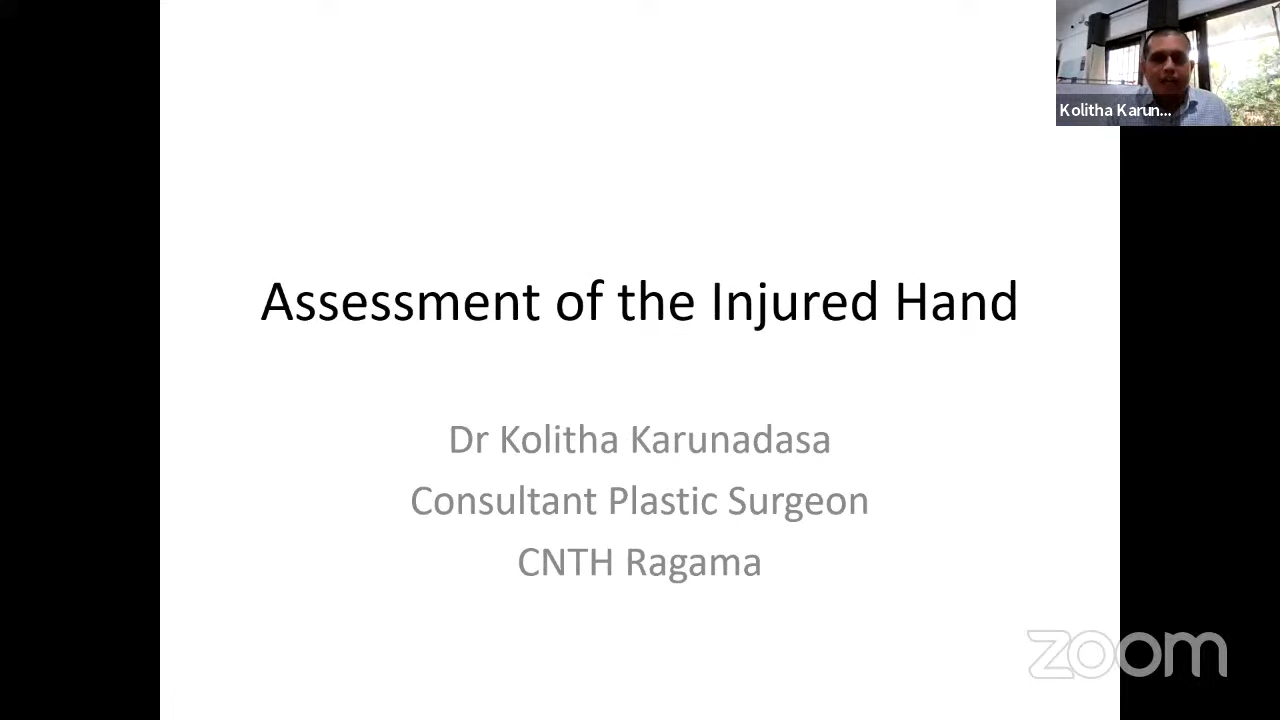 Kolitha Karun...
Assessment of the Injured Hand
Dr Kolitha Karunadasa
Consultant Plastic Surgeon
CNTH Ragama
zoom